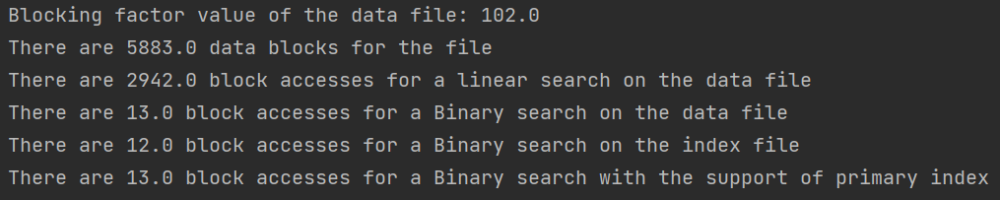 Blocking factor value of the data file: 102.0
There are 5883.0 data blocks for the file
There are 2942.0 block accesses for a linear search on the data file
There are 13.0 block accesses for a Binary search on the data file
There are 12.0 block accesses for a Binary search on the index file
There are 13.0 block accesses for a Binary search with the support of primary index